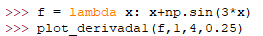 >>> f = lambda x: x+np.sin(3*x)
>>> plot_derivada1(f,1,4,0.25)